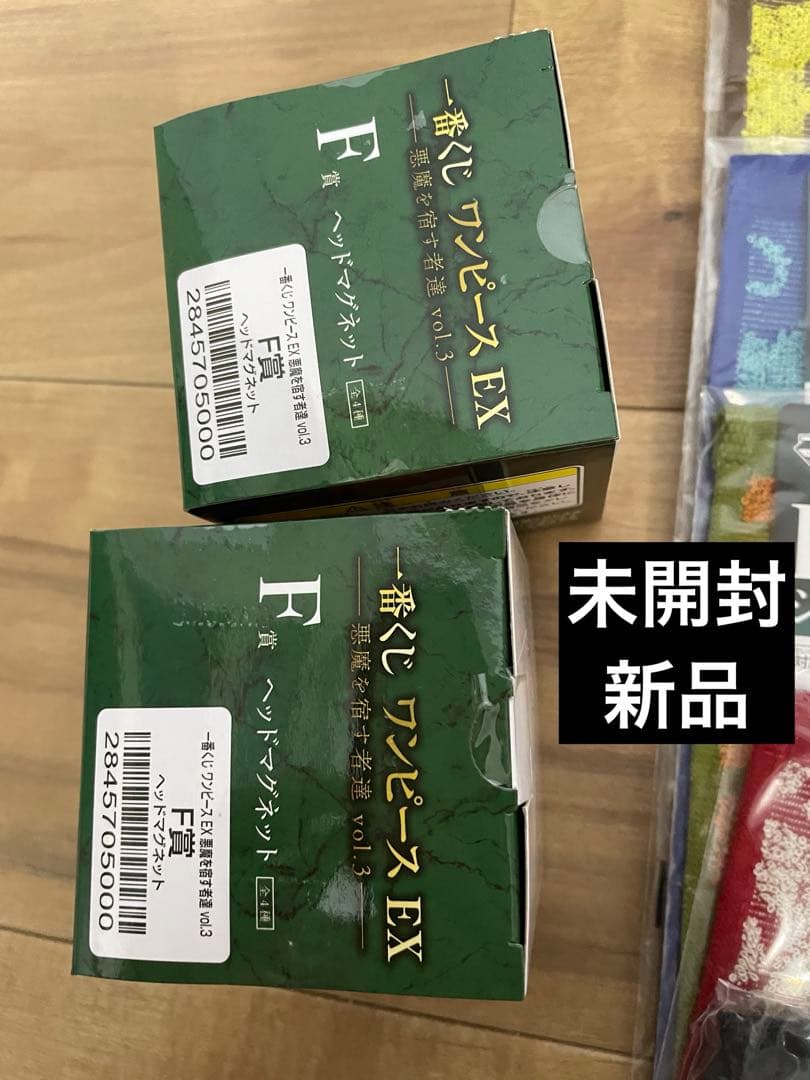 一番くじ ワンピース EX
悪魔を宿す者達 vol.3
F賞 ヘッドマグネット 全4種
一番くじ ワンピース EX 悪魔を宿す者達 vol.3
F賞
ヘッドマグネット
2845705000
一番くじ ワンピース EX
悪魔を宿す者達 vol.3
F賞 ヘッドマグネット 全4種
一番くじ ワンピース EX 悪魔を宿す者達 vol.3
F賞
ヘッドマグネット
2845705000
未開封
新品